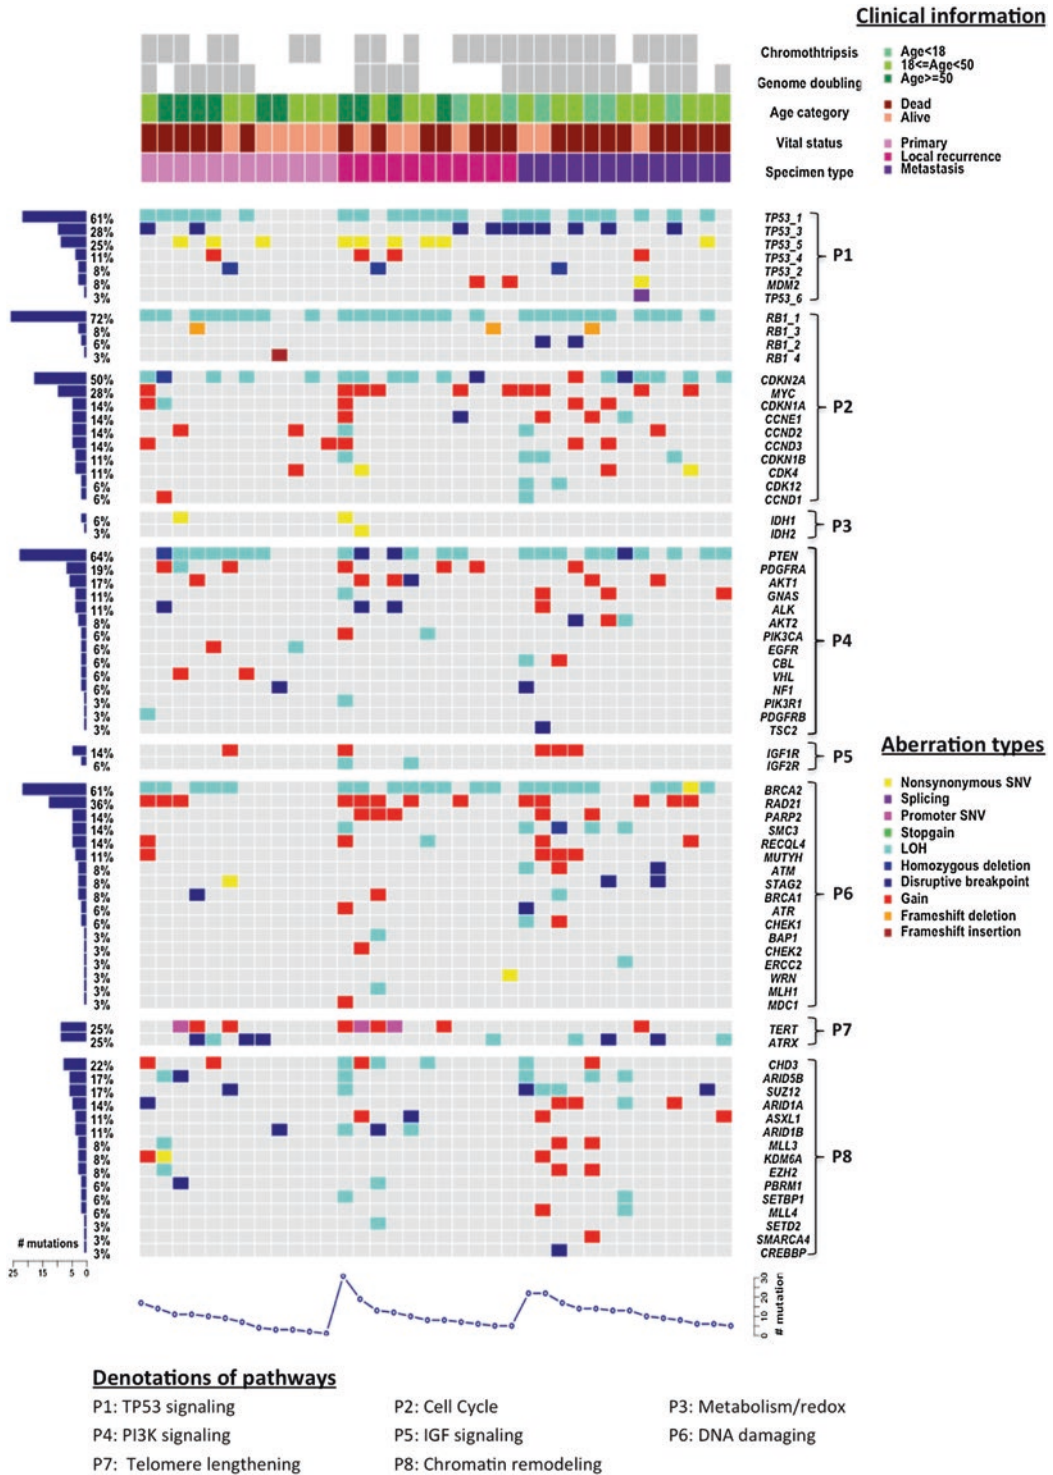 Clinical information
Chromothtripsis
Genome doubling
Age category
Vital status
Specimen type
Age<18
18<=Age<50
Age>=50
Dead
Alive
Primary
Local recurrence
Metastasis
61% TP53_1
28% TP53_3
25% TP53_5
11% TP53_4
8% TP53_2
8% MDM2
3% TP53_6
P1
72% RB1_1
8% RB1_3
6% RB1_2
3% RB1_4
50% CDKN2A
28% MYC
14% CDKN1A
14% CCNE1
14% CCND2
14% CCND3
11% CDKN1B
11% CDK4
6% CDK12
6% CCND1
P2
6% IDH1
3% IDH2
P3
64% PTEN
19% PDGFRA
17% AKT1
11% GNAS
11% ALK
8% AKT2
6% PIK3CA
6% EGFR
6% CBL
6% VHL
6% NF1
3% PIK3R1
3% PDGFRB
3% TSC2
P4
14% IGF1R
6% IGF2R
P5
Aberration types
Nonsynonymous SNV
Splicing
Promoter SNV
Stopgain
LOH
Homozygous deletion
Disruptive breakpoint
Gain
Frameshift deletion
Frameshift insertion
61% BRCA2
36% RAD21
14% PARP2
14% SMC3
14% RECQL4
11% MUTYH
8% ATM
8% STAG2
8% BRCA1
6% ATR
6% CHEK1
3% BAP1
3% CHEK2
3% ERCC2
3% WRN
3% MLH1
3% MDC1
P6
25% TERT
25% ATRX
P7
22% CHD3
17% ARID5B
17% SUZ12
14% ARID1A
11% ASXL1
11% ARID1B
8% MLL3
8% KDM6A
8% EZH2
6% PBRM1
6% SETBP1
6% MLL4
3% SETD2
3% SMARCA4
3% CREBBP
P8
# mutations
25 15 5 0
0 10 20 30
# mutation
Denotations of pathways
P1: TP53 signaling P2: Cell Cycle P3: Metabolism/redox
P4: PI3K signaling P5: IGF signaling P6: DNA damaging
P7: Telomere lengthening P8: Chromatin remodeling